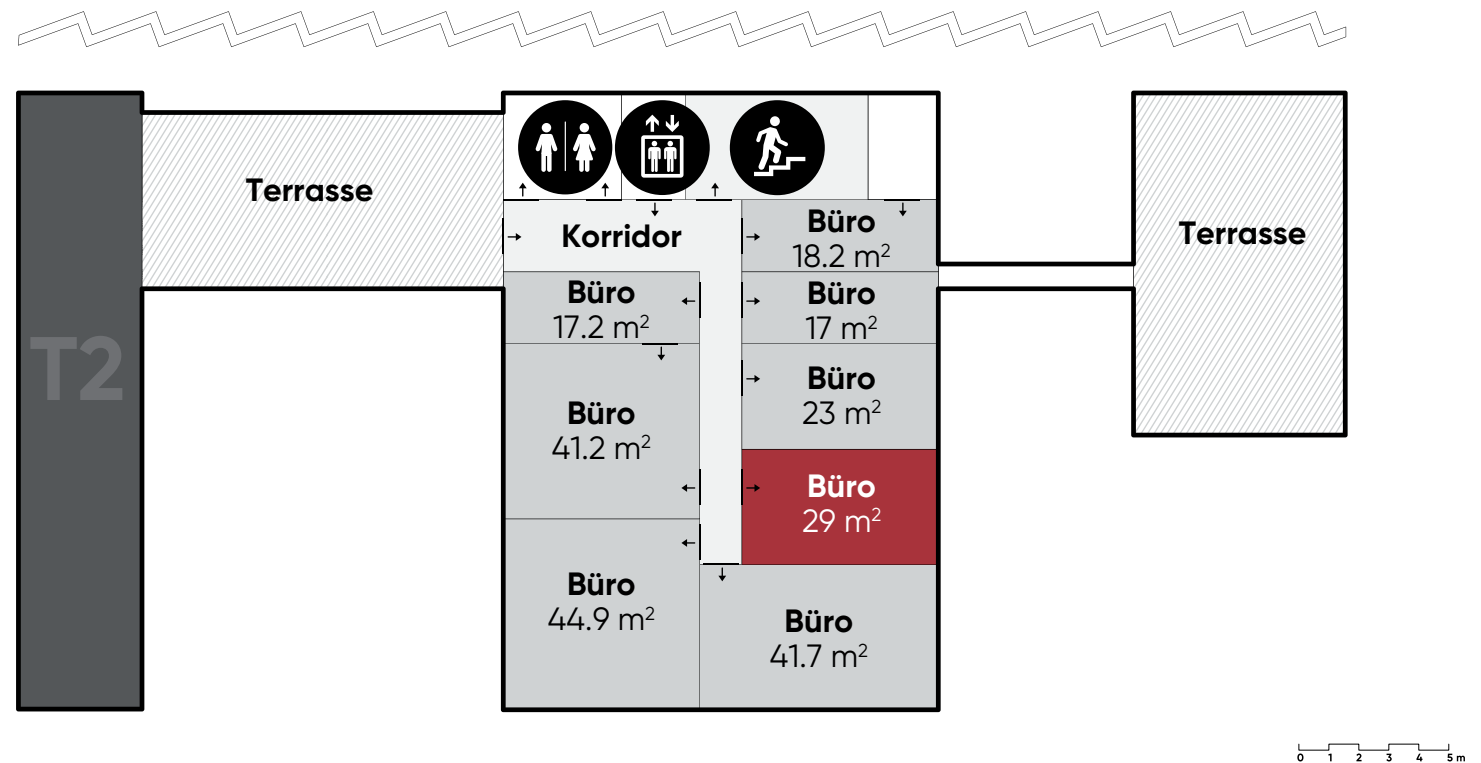 Terrasse
Korridor
Büro
18.2 m²
Terrasse
Büro
17.2 m²
Büro
17 m²
T2
Büro
23 m²
Büro
41.2 m²
Büro
29 m²
Büro
44.9 m²
Büro
41.7 m²
0 1 2 3 4 5 m